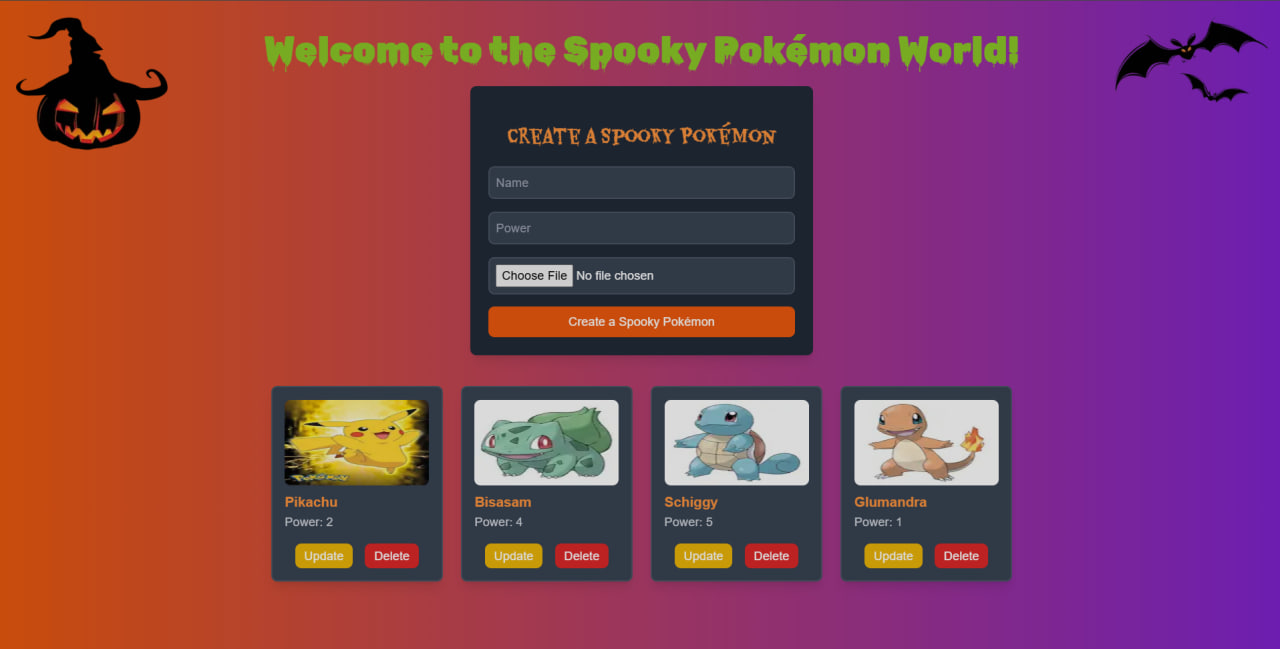 Welcome to the Spooky Pokémon World!
CREATE A SPOOKY POKÉMON
Name
Power
Choose File No file chosen
Create a Spooky Pokémon
POKÉMON
Pikachu
Power: 2
Update Delete
Bisasam
Power: 4
Update Delete
Schiggy
Power: 5
Update Delete
Glumandra
Power: 1
Update Delete